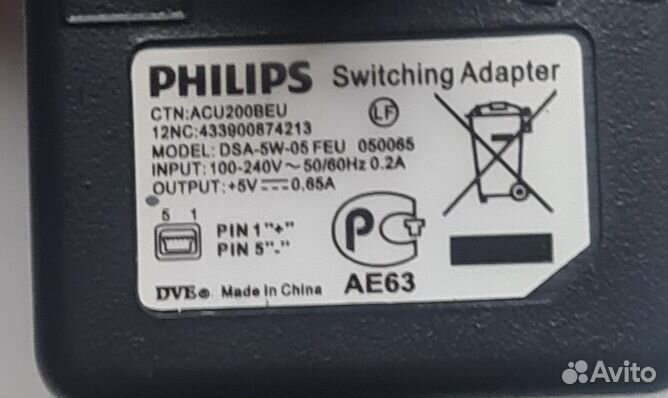 PHILIPS Switching Adapter
CTN:ACU200BEU LF
12NC:433900874213
MODEL: DSA-5W-05 FEU 050065
INPUT: 100-240V~50/60Hz 0.2A
OUTPUT: +5V⎓0.65A
5 1
PIN 1"+"
PIN 5"-"
РСТ
DVE® Made In China AE63
Avito